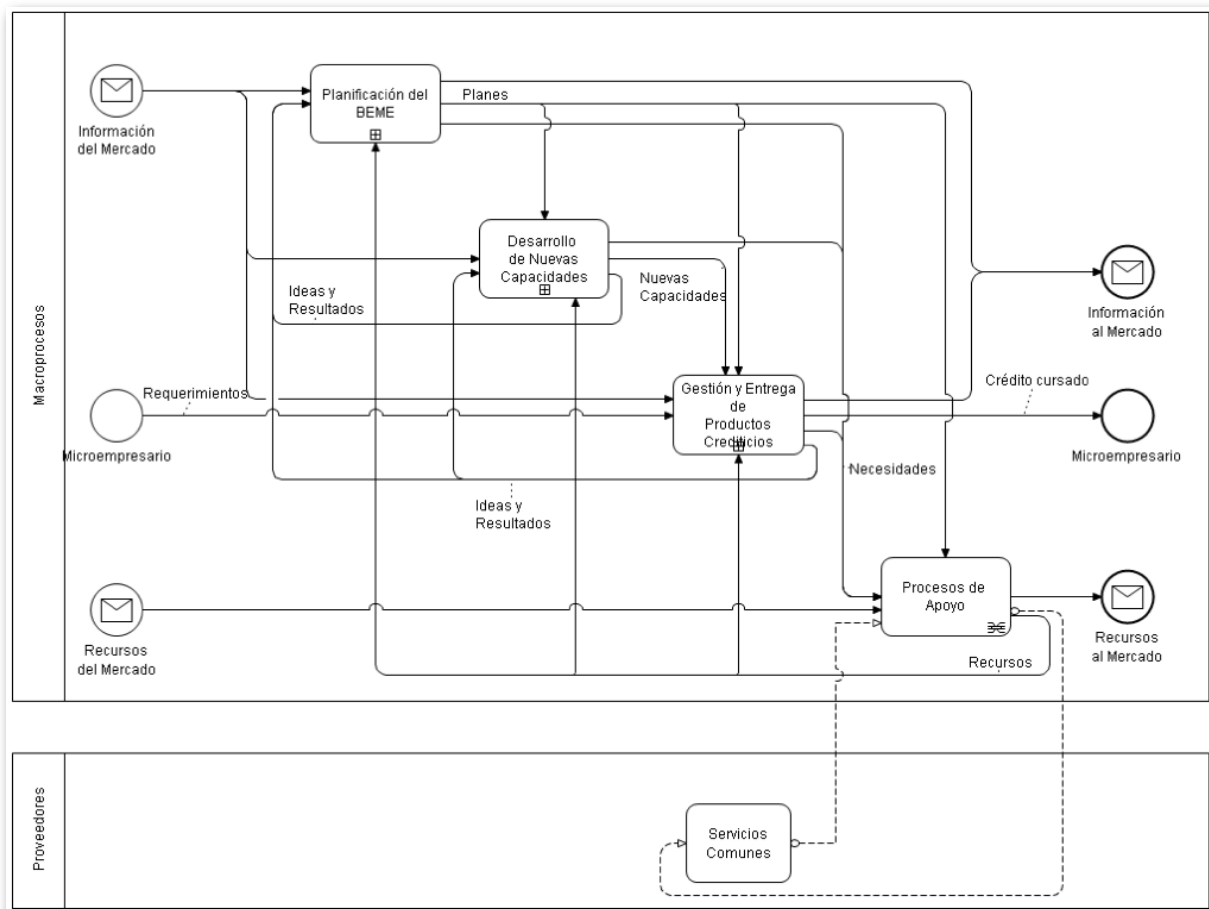 Macroprocesos
Información
del Mercado
Planificación del
BEME
Planes
Desarrollo
de Nuevas
Capacidades
Ideas y
Resultados
Nuevas
Capacidades
Información
al Mercado
Requerimientos
Microempresario
Gestión y Entrega
de
Productos
Crediticios
Crédito cursado
Microempresario
Necesidades
Ideas y
Resultados
Recursos
del Mercado
Procesos de
Apoyo
Recursos
Recursos
al Mercado
Proveedores
Servicios
Comunes